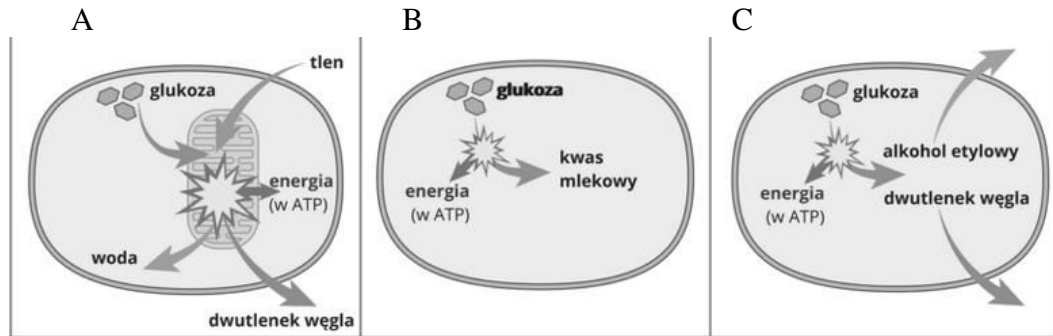 A
glukoza
tlen
energia
(w ATP)
woda
dwutlenek węgla
B
glukoza
energia
(w ATP)
kwas
mlekowy
C
glukoza
energia
(w ATP)
alkohol etylowy
dwutlenek węgla